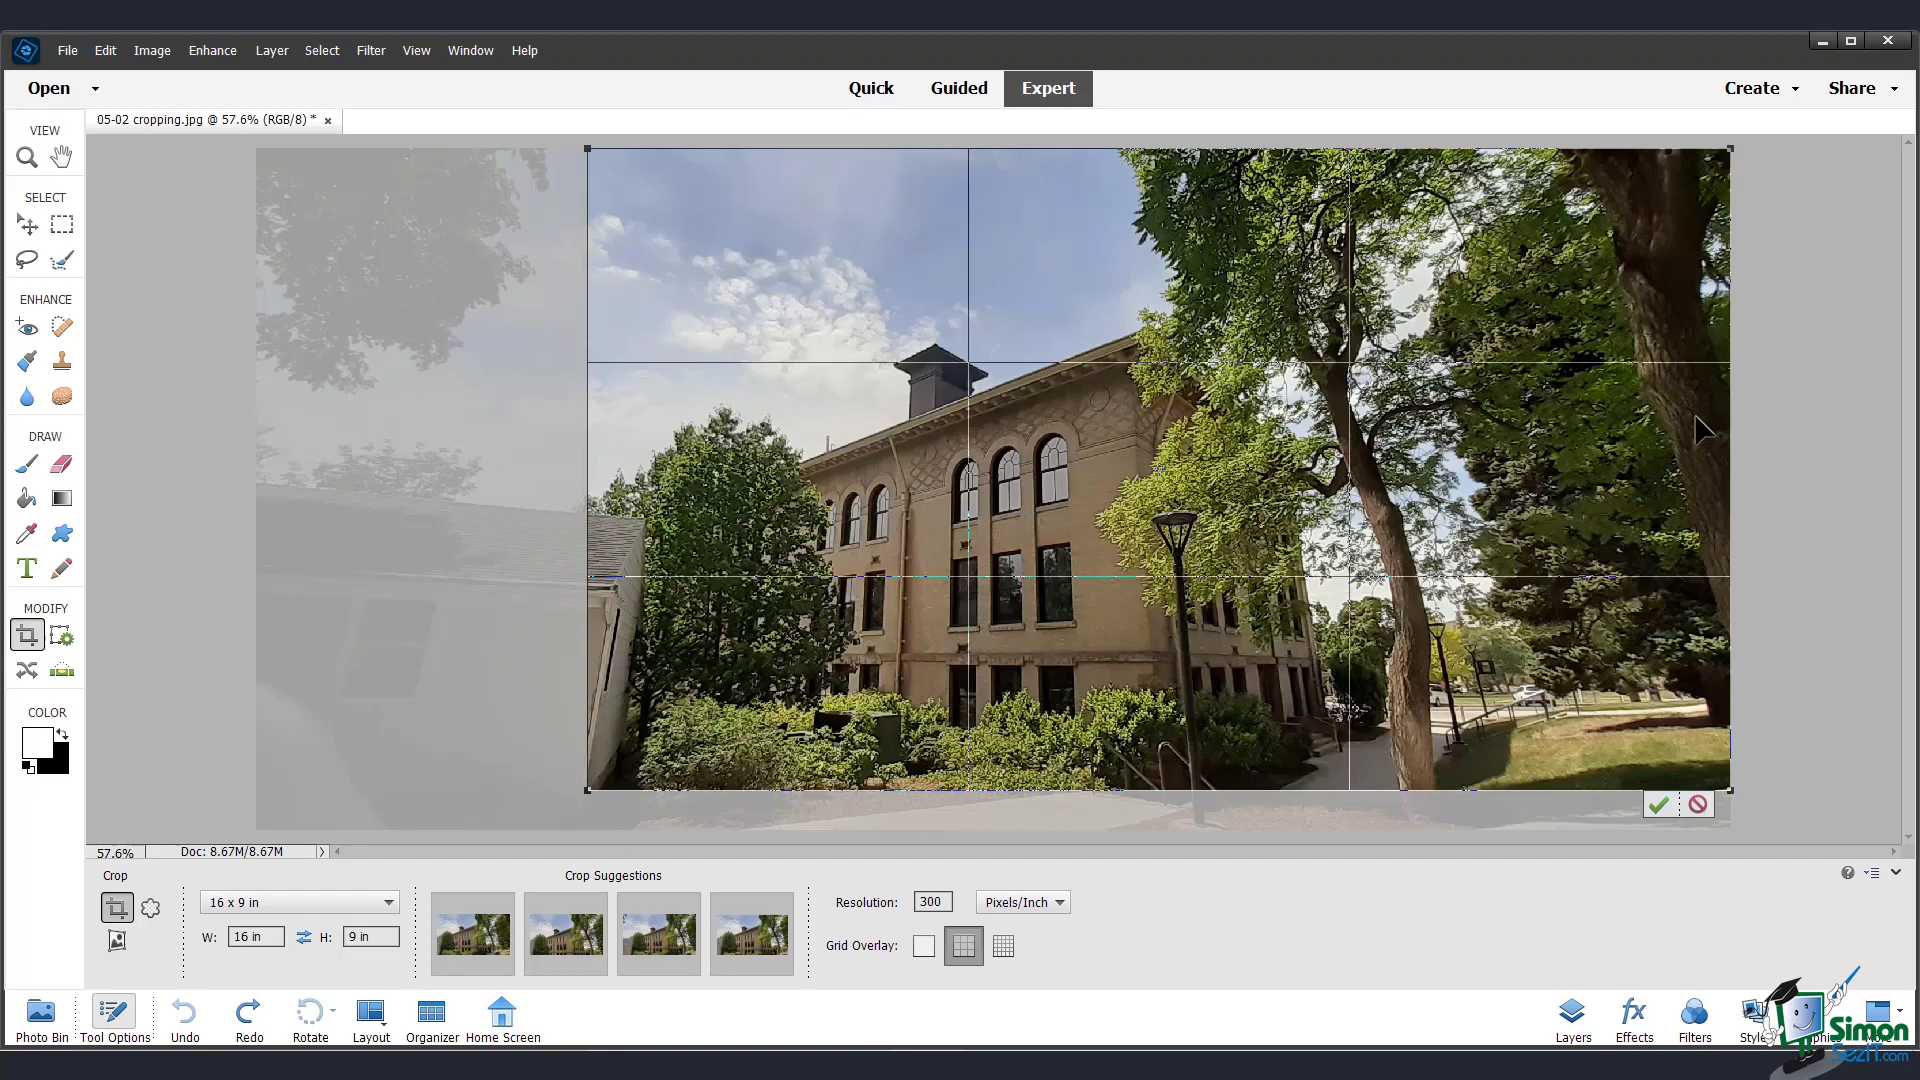 File Edit Image Enhance Layer Select Filter View Window Help
Open Quick Guided Expert Create Share
05-02 cropping.jpg @ 57.6% (RGB/8) * ×
VIEW
SELECT
ENHANCE
DRAW
T
MODIFY
COLOR
57.6% Doc: 8.67M/8.67M
Crop Crop Suggestions
16 x 9 in Resolution: 300 Pixels/Inch
W: 16 in H: 9 in Grid Overlay:
Photo Bin Tool Options Undo Redo Rotate Layout Organizer Home Screen Layers Effects Filters
Simon
SezIT.com